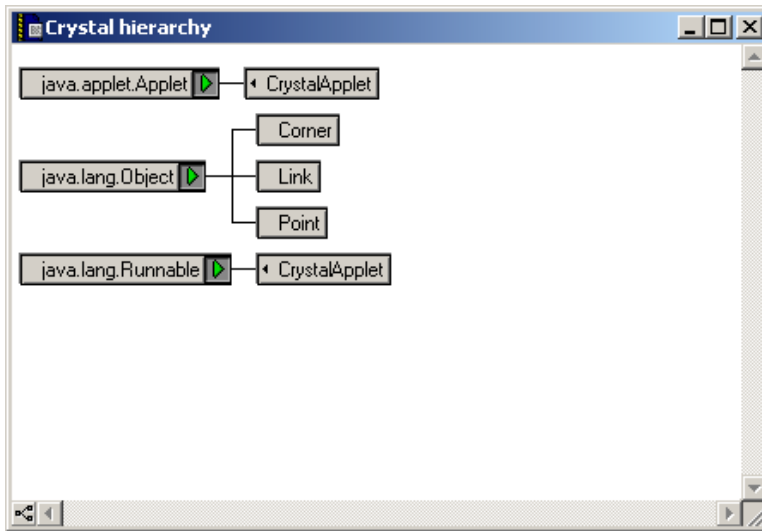 Crystal hierarchy
java.applet.Applet CrystalApplet
Corner
java.lang.Object Link
Point
java.lang.Runnable CrystalApplet